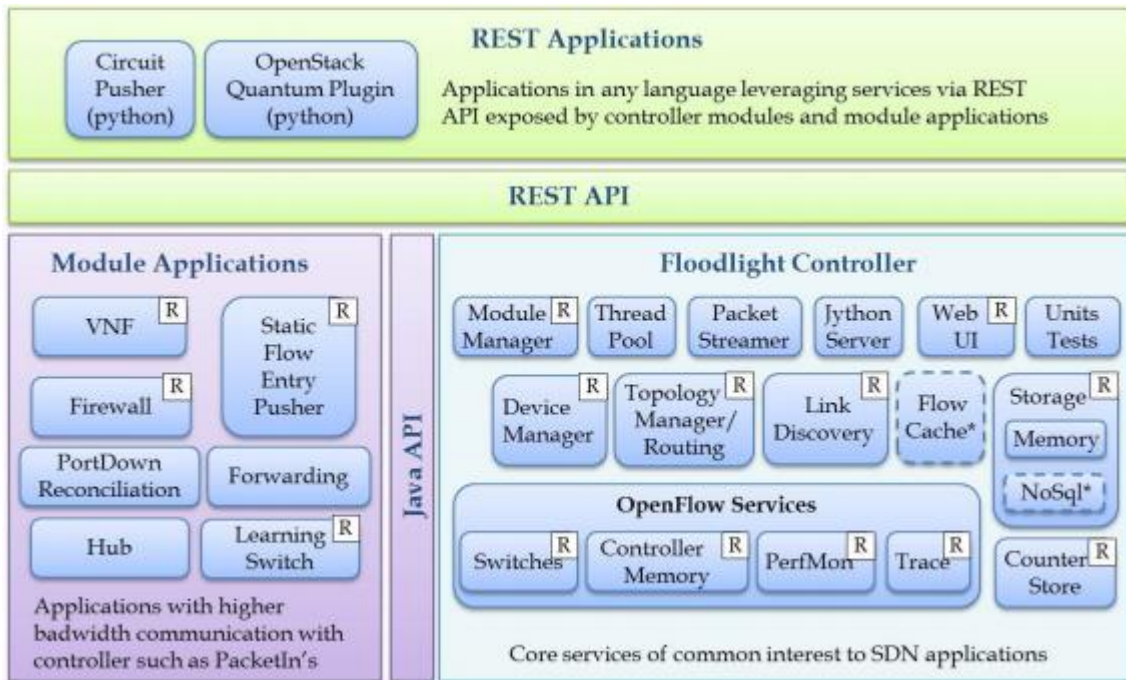 REST Applications
Circuit
Pusher
(python)
OpenStack
Quantum Plugin
(python)
Applications in any language leveraging services via REST
API exposed by controller modules and module applications
REST API
Module Applications
VNF
R
Static
Flow
Entry
Pusher
R
Firewall
R
PortDown
Reconciliation
Forwarding
Hub
Learning
Switch
R
Applications with higher
badwidth communication with
controller such as PacketIn's
Java API
Floodlight Controller
Module
Manager
R
Thread
Pool
Packet
Streamer
Jython
Server
Web
UI
R
Units
Tests
Device
Manager
R
Topology
Manager/
Routing
R
Link
Discovery
R
Flow
Cache*
Storage
R
Memory
NoSql*
OpenFlow Services
Switches
R
Controller
Memory
R
PerfMon
R
Trace
R
Counter
Store
R
Core services of common interest to SDN applications